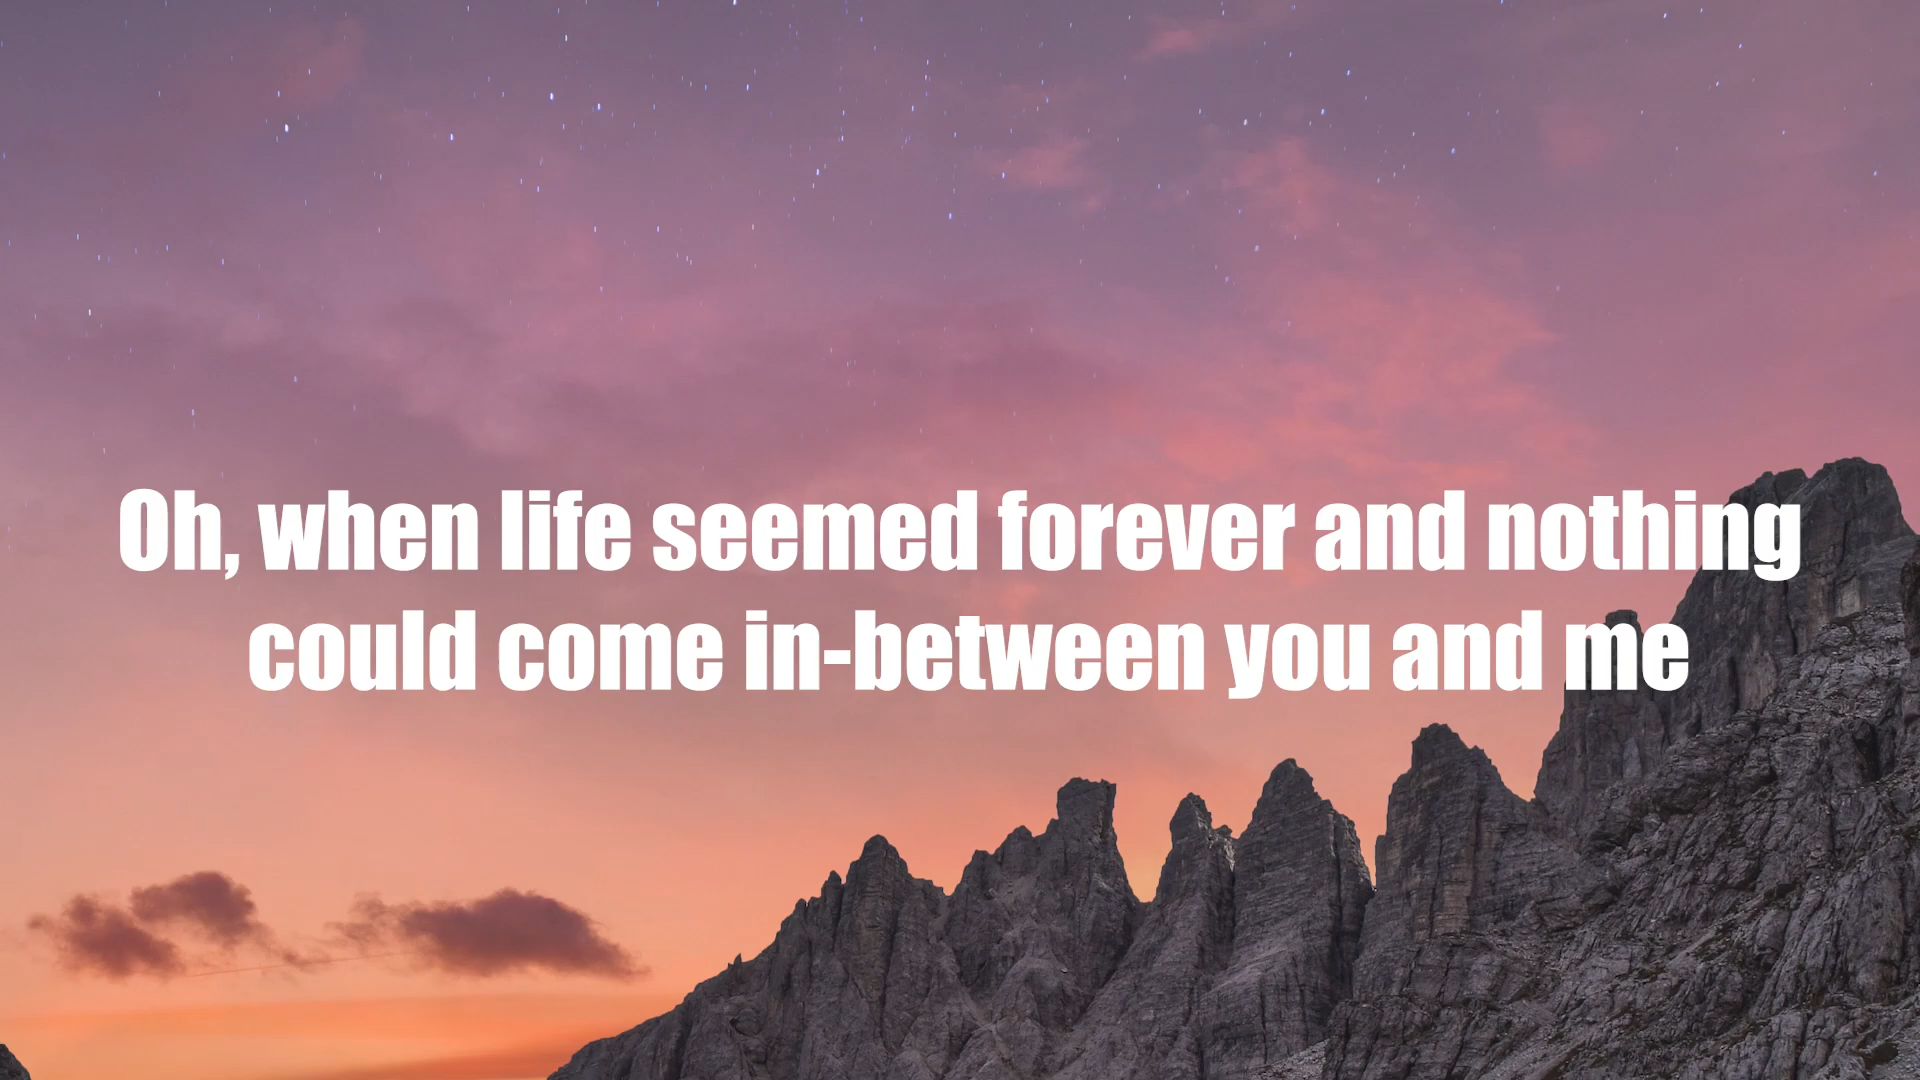 Oh, when life seemed forever and nothing
could come in-between you and me